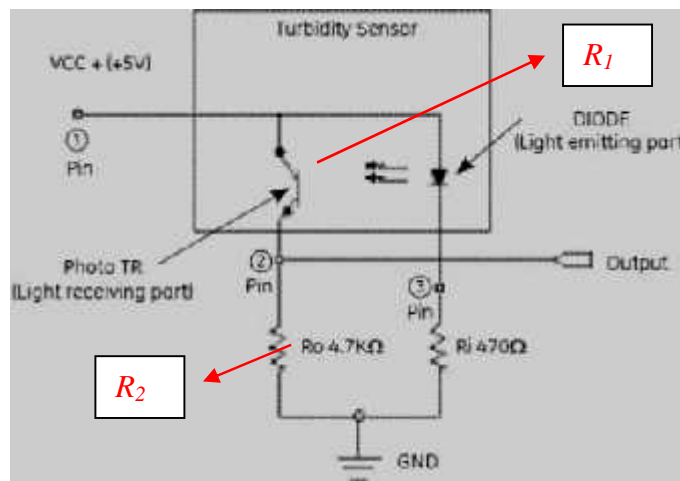 Turbidity Sensor
R1
VCC + (+5V)
1
Pin
DIODE
(Light emitting part
Photo TR
(Light receiving part)
2
Pin
Output
3
Pin
Ro 4.7KΩ
Ri 470Ω
R2
GND